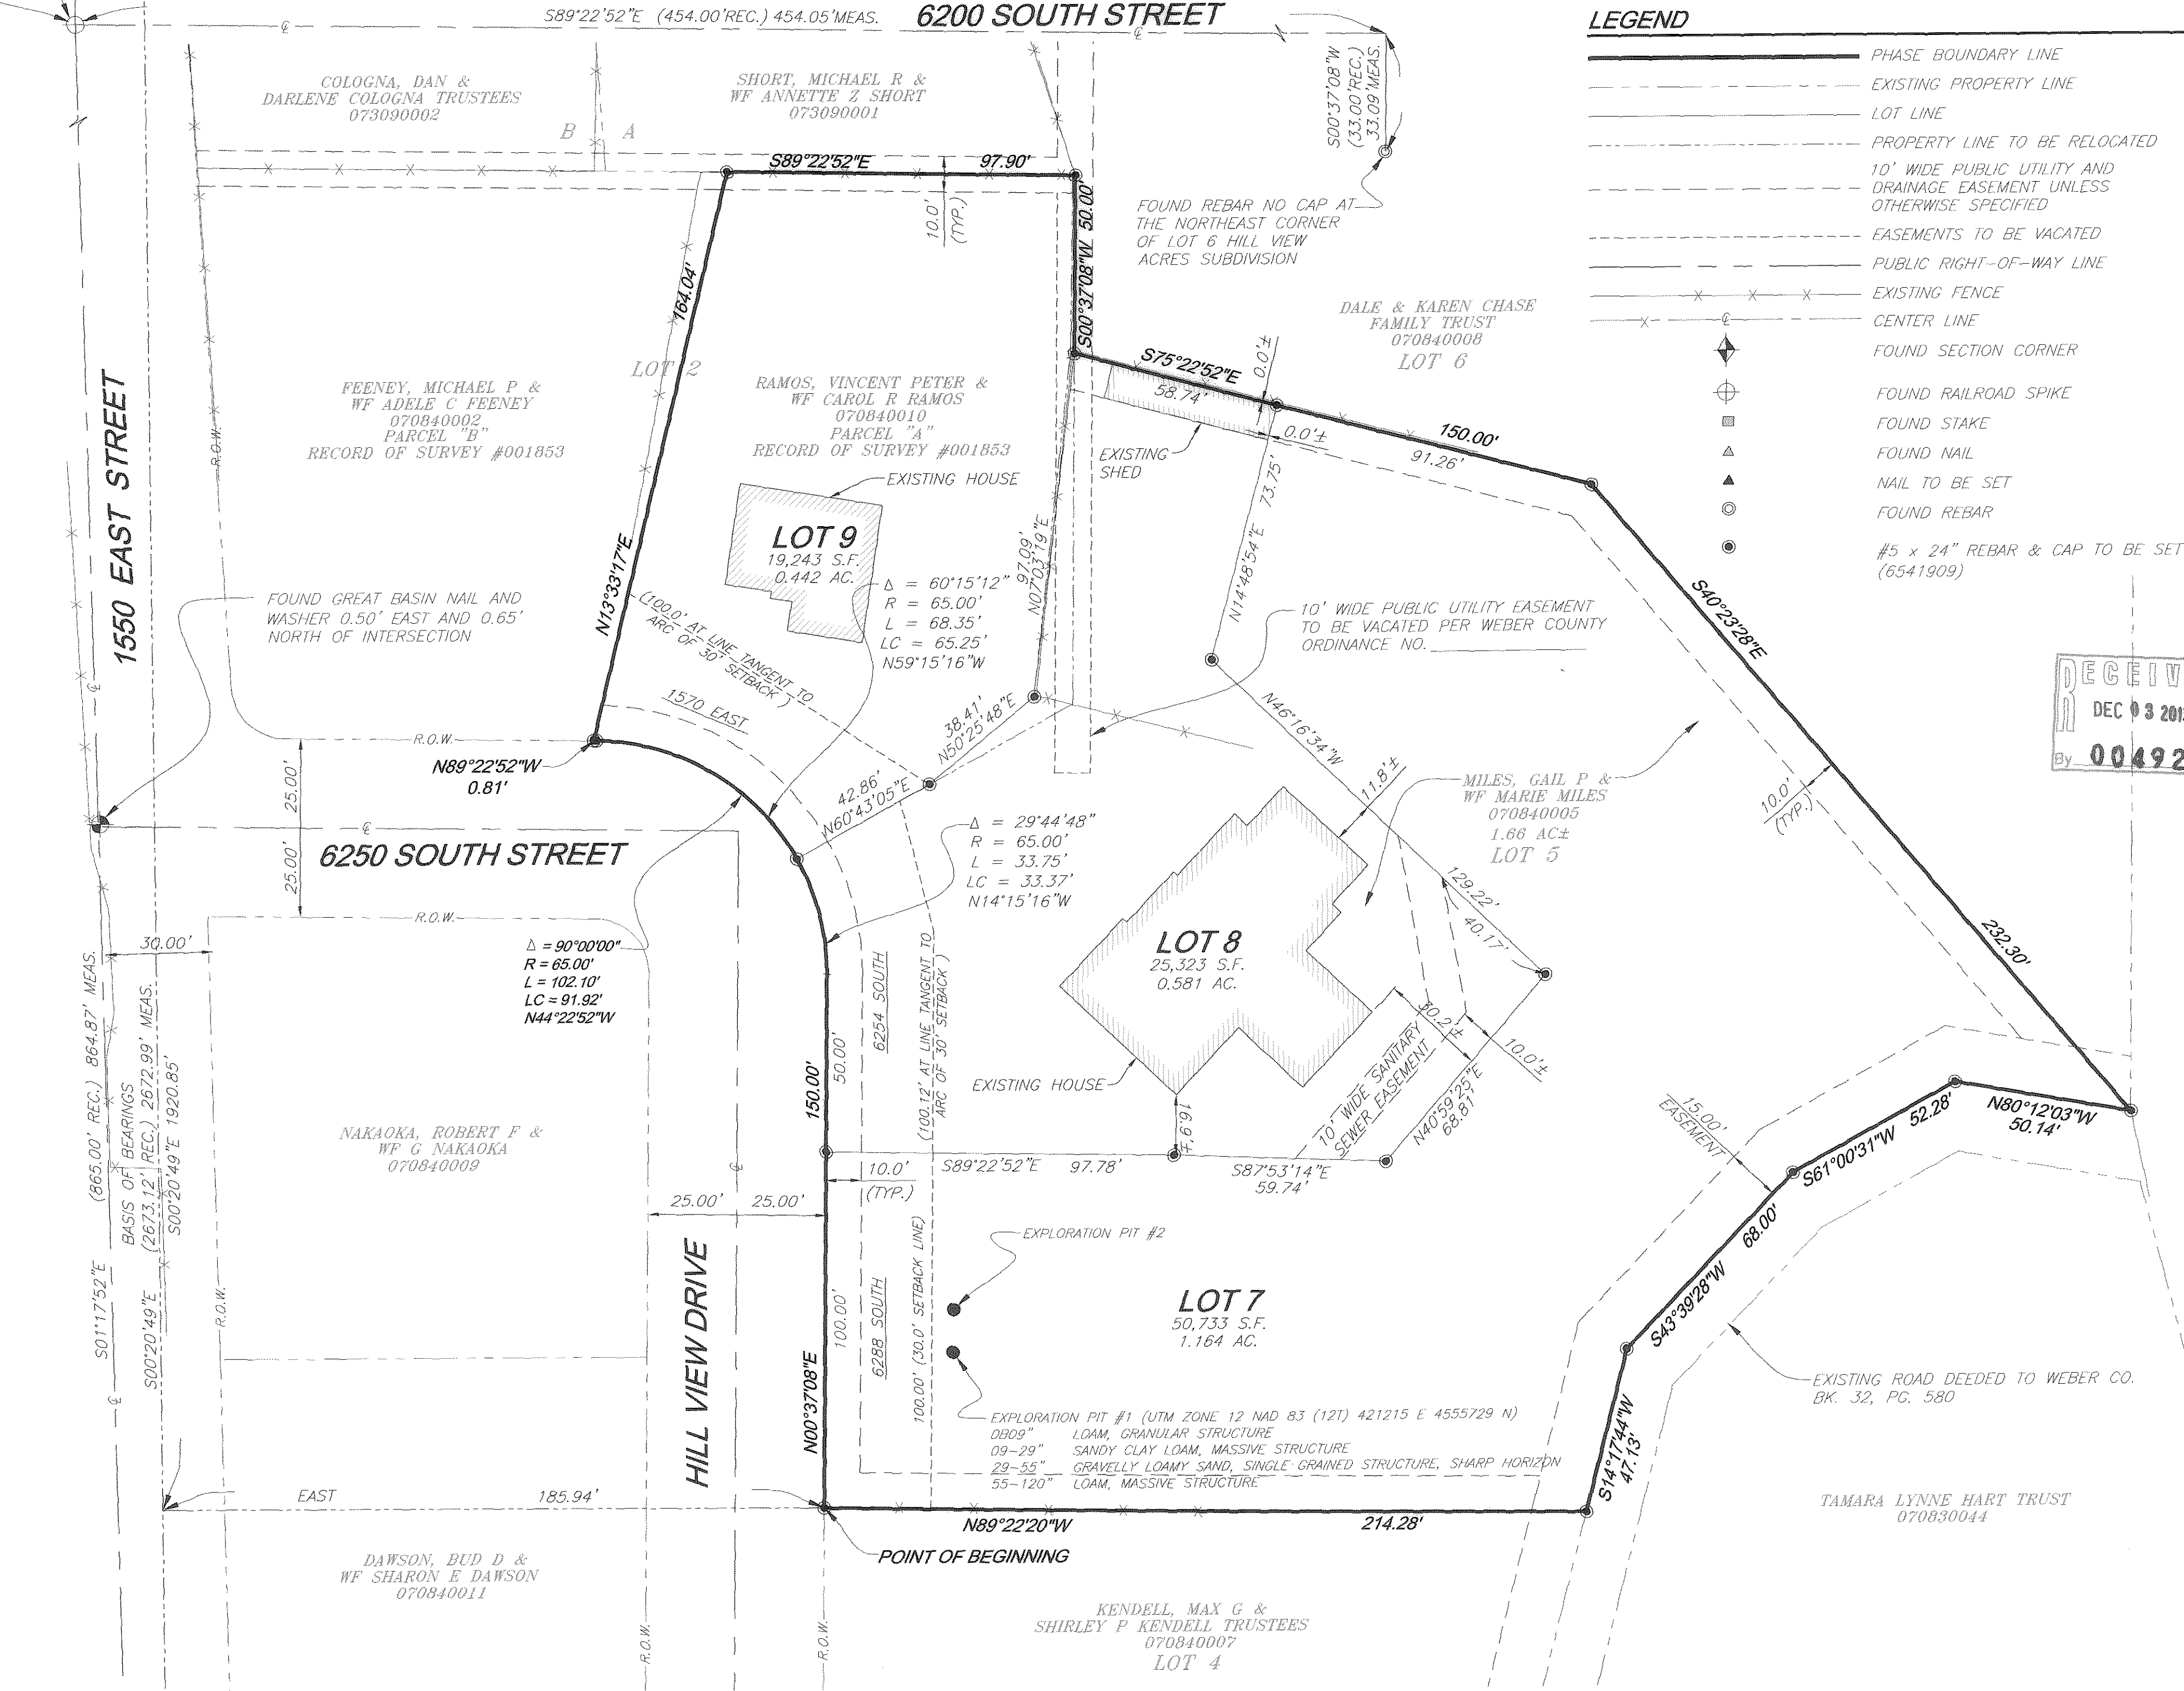 S89°22'52"E (454.00'REC.) 454.05'MEAS.
6200 SOUTH STREET
S00°37'08"W
(33.00'REC.)
33.09'MEAS.
COLOGNA, DAN &
DARLENE COLOGNA TRUSTEES
073090002
SHORT, MICHAEL R &
WF ANNETTE Z SHORT
073090001
B
A
S89°22'52"E 97.90'
10.0'
(TYP.)
S00°37'08"W 50.00'
FOUND REBAR NO CAP AT
THE NORTHEAST CORNER
OF LOT 6 HILL VIEW
ACRES SUBDIVISION
LEGEND
PHASE BOUNDARY LINE
EXISTING PROPERTY LINE
LOT LINE
PROPERTY LINE TO BE RELOCATED
10' WIDE PUBLIC UTILITY AND
DRAINAGE EASEMENT UNLESS
OTHERWISE SPECIFIED
EASEMENTS TO BE VACATED
PUBLIC RIGHT-OF-WAY LINE
EXISTING FENCE
CENTER LINE
FOUND SECTION CORNER
FOUND RAILROAD SPIKE
FOUND STAKE
FOUND NAIL
NAIL TO BE SET
FOUND REBAR
#5 x 24" REBAR & CAP TO BE SET
(6541909)
DALE & KAREN CHASE
FAMILY TRUST
070840008
LOT 6
164.04'
N13°33'17"E
LOT 2
FEENEY, MICHAEL P &
WF ADELE C FEENEY
070840002
PARCEL "B"
RECORD OF SURVEY #001853
RAMOS, VINCENT PETER &
WF CAROL R RAMOS
070840010
PARCEL "A"
RECORD OF SURVEY #001853
EXISTING HOUSE
LOT 9
19,243 S.F.
0.442 AC.
Δ = 60°15'12"
R = 65.00'
L = 68.35'
LC = 65.25'
N59°15'16"W
97.09'
N07°03'19"E
S75°22'52"E
58.74'
0.0'±
0.0'±
150.00'
91.26'
EXISTING
SHED
N14°48'54"E 73.75'
S40°23'28"E
232.30'
1550 EAST STREET
R.O.W.
FOUND GREAT BASIN NAIL AND
WASHER 0.50' EAST AND 0.65'
NORTH OF INTERSECTION
(100.0' AT LINE TANGENT TO
ARC OF 30' SETBACK )
1570 EAST
38.41'
N50°25'48"E
42.86'
N60°43'05"E
10' WIDE PUBLIC UTILITY EASEMENT
TO BE VACATED PER WEBER COUNTY
ORDINANCE NO.
N46°16'34"W
11.8'±
129.22'
40.17'
MILES, GAIL P &
WF MARIE MILES
070840005
1.66 AC±
LOT 5
10.0'
(TYP.)
DEC 03
By 00492
R.O.W.
N89°22'52"W
0.81'
25.00'
25.00'
6250 SOUTH STREET
R.O.W.
30.00'
Δ = 29°44'48"
R = 65.00'
L = 33.75'
LC = 33.37'
N14°15'16"W
Δ = 90°00'00"
R = 65.00'
L = 102.10'
LC = 91.92'
N44°22'52"W
LOT 8
25,323 S.F.
0.581 AC.
EXISTING HOUSE
16.9'±
30.2'±
10.0'±
10' WIDE SANITARY
SEWER EASEMENT
N40°59'25"E
68.81'
6254 SOUTH
(100.12' AT LINE TANGENT TO
ARC OF 30' SETBACK )
50.00'
150.00'
S89°22'52"E 97.78'
S87°53'14"E
59.74'
10.0'
(TYP.)
25.00' 25.00'
S01°17'52"E (865.00' REC.) 864.87' MEAS.
BASIS OF BEARINGS
S00°20'49"E (2673.12' REC.) 2672.99' MEAS.
S00°20'49"E 1920.85'
R.O.W.
NAKAOKA, ROBERT F &
WF G NAKAOKA
070840009
HILL VIEW DRIVE
N00°37'08"E
100.00'
6288 SOUTH
100.00' (30.0' SETBACK LINE)
EXPLORATION PIT #2
LOT 7
50,733 S.F.
1.164 AC.
EXPLORATION PIT #1 (UTM ZONE 12 NAD 83 (12T) 421215 E 4555729 N)
0B09" LOAM, GRANULAR STRUCTURE
09-29" SANDY CLAY LOAM, MASSIVE STRUCTURE
29-55" GRAVELLY LOAMY SAND, SINGLE GRAINED STRUCTURE, SHARP HORIZON
55-120" LOAM, MASSIVE STRUCTURE
15.00'
EASEMENT
N80°12'03"W
50.14'
S61°00'31"W 52.28'
S43°39'28"W 68.00'
S14°17'44"W
47.13'
EXISTING ROAD DEEDED TO WEBER CO.
BK. 32, PG. 580
TAMARA LYNNE HART TRUST
070830044
EAST 185.94'
N89°22'20"W 214.28'
POINT OF BEGINNING
DAWSON, BUD D &
WF SHARON E DAWSON
070840011
R.O.W.
R.O.W.
KENDELL, MAX G &
SHIRLEY P KENDELL TRUSTEES
070840007
LOT 4